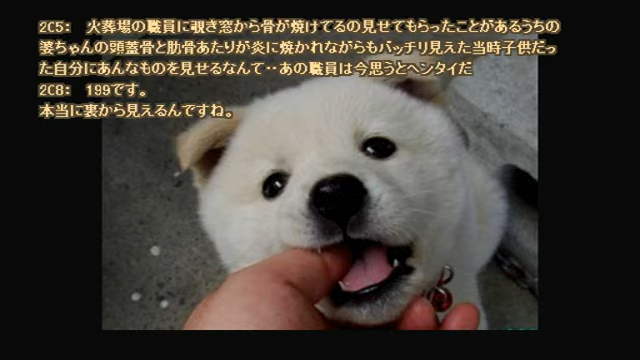 2C5:　火葬場の職員に覗き窓から骨が焼けてるの見せてもらったことがあるうちの
婆ちゃんの頭蓋骨と肋骨あたりが炎に焼かれながらもバッチリ見えた当時子供だっ
た自分にあんなものを見せるなんて‥あの職員は今思うとヘンタイだ
2C8:　199です。
本当に裏から見えるんですね。